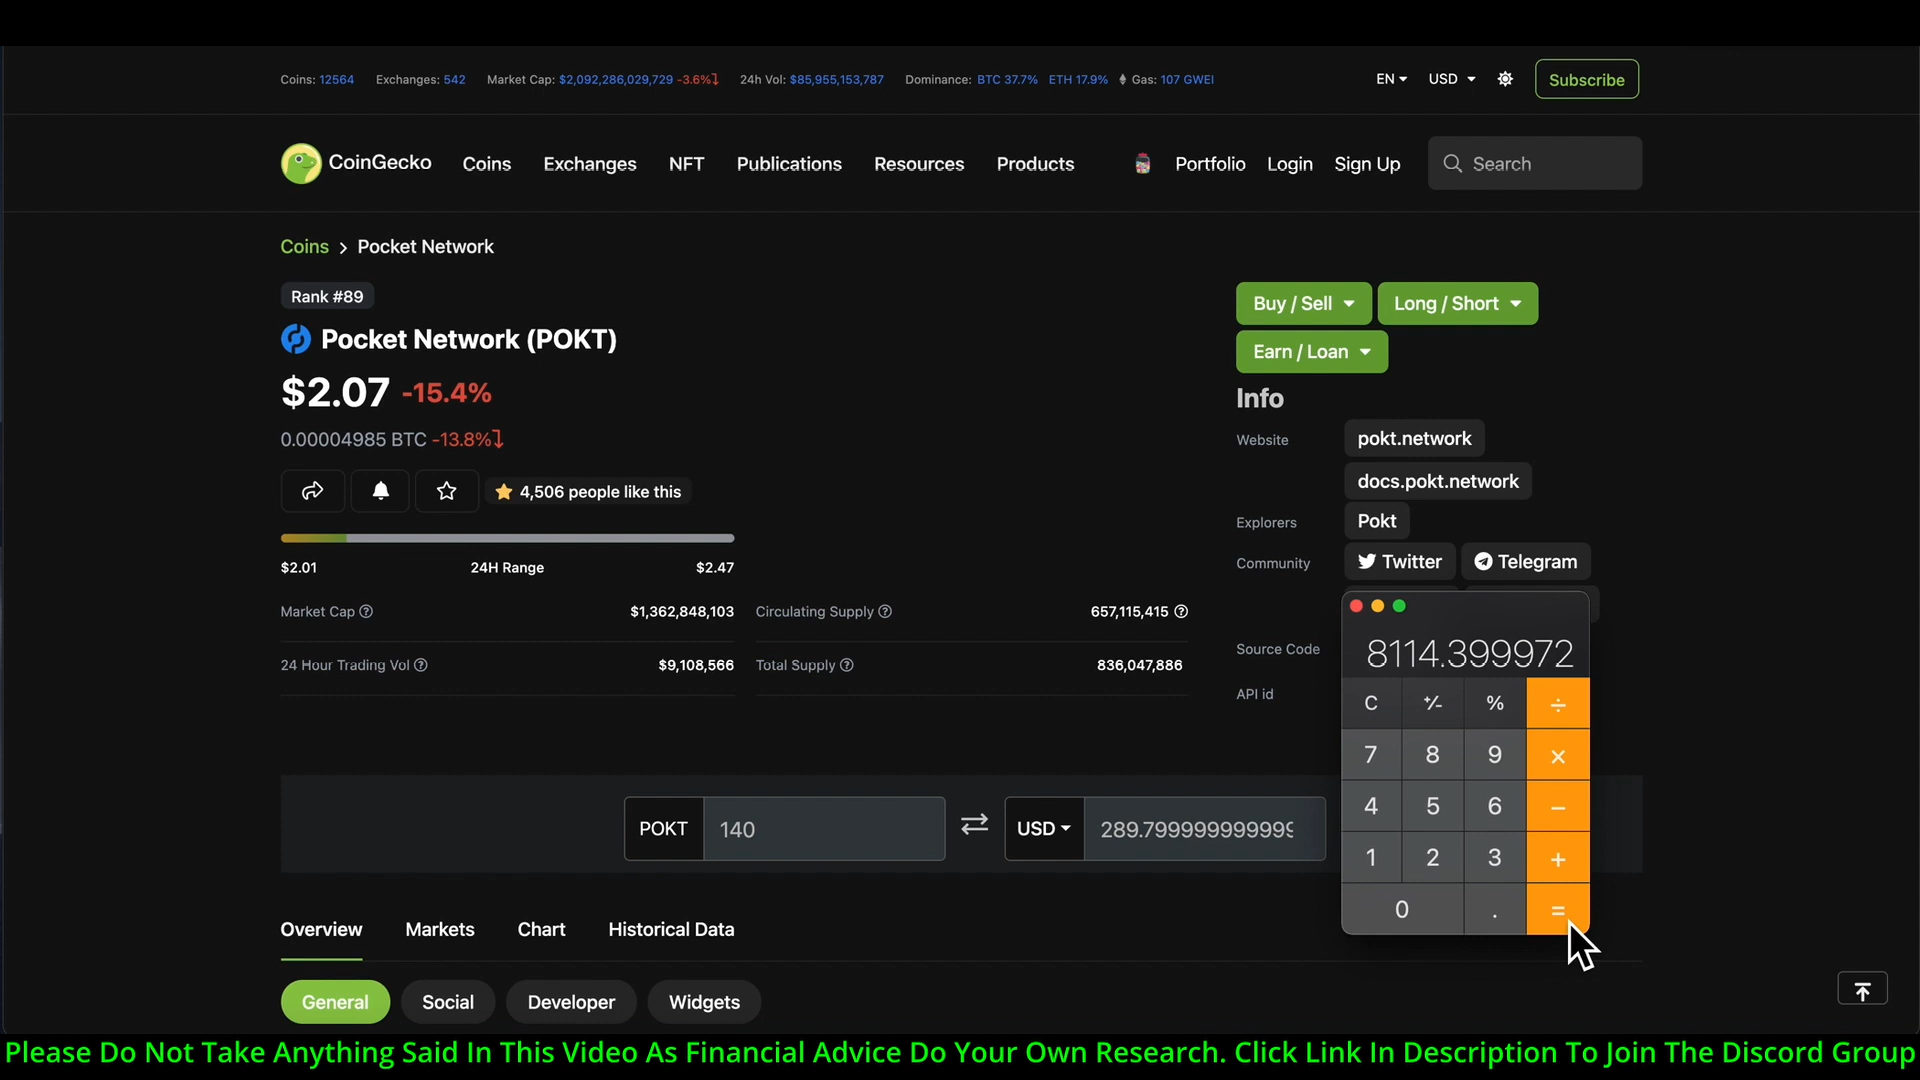 Coins: 12564 Exchanges: 542 Market Cap: $2,092,286,029,729 -3.6% 24h Vol: $85,955,153,787 Dominance: BTC 37.7% ETH 17.9% Gas: 107 GWEI EN USD Subscribe
CoinGecko Coins Exchanges NFT Publications Resources Products Portfolio Login Sign Up Search
Coins > Pocket Network
Rank #89
Pocket Network (POKT)
$2.07 -15.4%
0.00004985 BTC -13.8%
4,506 people like this
$2.01 24H Range $2.47
Market Cap $1,362,848,103 Circulating Supply 657,115,415
24 Hour Trading Vol $9,108,566 Total Supply 836,047,886
Buy / Sell Long / Short
Earn / Loan
Info
Website pokt.network
docs.pokt.network
Explorers Pokt
Community Twitter Telegram
Source Code
API id
8114.399972
C +/- % ÷
7 8 9 ×
4 5 6 −
1 2 3 +
0 . =
POKT 140 USD 289.799999999999
Overview Markets Chart Historical Data
General Social Developer Widgets
Please Do Not Take Anything Said In This Video As Financial Advice Do Your Own Research. Click Link In Description To Join The Discord Group